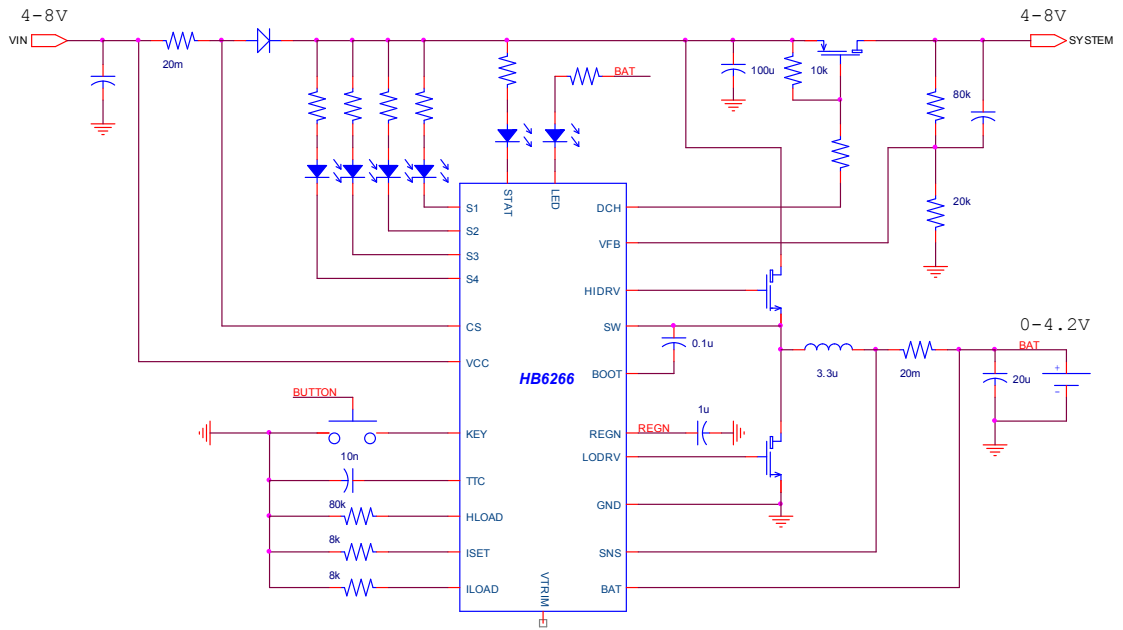 4-8V
4-8V
VIN
SYSTEM
20m
BAT
100u
10k
80k
20k
STAT
LED
S1
S2
S3
S4
CS
VCC
KEY
TTC
HLOAD
ISET
ILOAD
VTRIM
DCH
VFB
HIDRV
SW
BOOT
REGN
LODRV
GND
SNS
BAT
HB6266
0.1u
REGN
1u
3.3u
20m
0-4.2V
BAT
20u
+
-
BUTTON
10n
80k
8k
8k